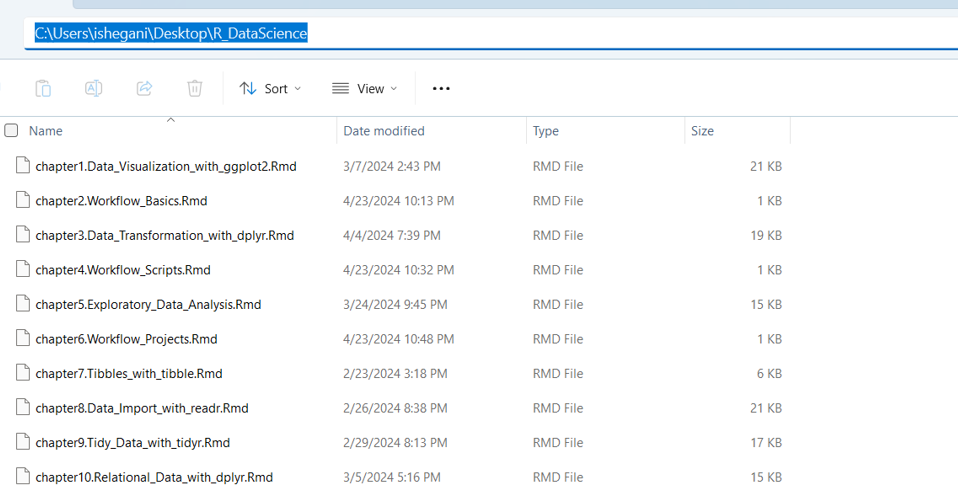 C:\Users\ishegani\Desktop\R_DataScience
Sort View
Name Date modified Type Size
chapter1.Data_Visualization_with_ggplot2.Rmd 3/7/2024 2:43 PM RMD File 21 KB
chapter2.Workflow_Basics.Rmd 4/23/2024 10:13 PM RMD File 1 KB
chapter3.Data_Transformation_with_dplyr.Rmd 4/4/2024 7:39 PM RMD File 19 KB
chapter4.Workflow_Scripts.Rmd 4/23/2024 10:32 PM RMD File 1 KB
chapter5.Exploratory_Data_Analysis.Rmd 3/24/2024 9:45 PM RMD File 15 KB
chapter6.Workflow_Projects.Rmd 4/23/2024 10:48 PM RMD File 1 KB
chapter7.Tibbles_with_tibble.Rmd 2/23/2024 3:18 PM RMD File 6 KB
chapter8.Data_Import_with_readr.Rmd 2/26/2024 8:38 PM RMD File 21 KB
chapter9.Tidy_Data_with_tidyr.Rmd 2/29/2024 8:13 PM RMD File 17 KB
chapter10.Relational_Data_with_dplyr.Rmd 3/5/2024 5:16 PM RMD File 15 KB